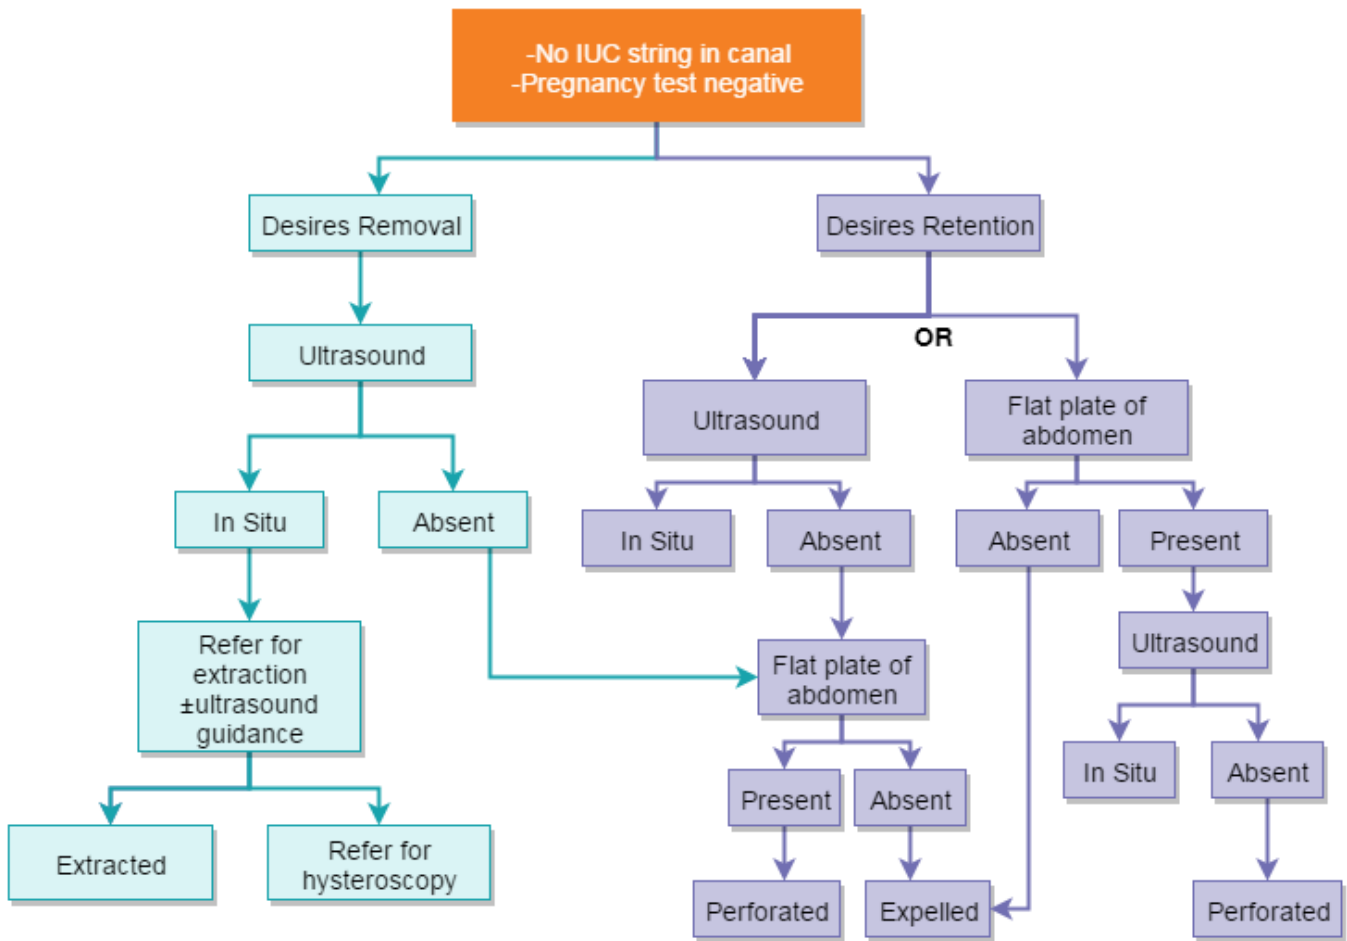 -No IUC string in canal
-Pregnancy test negative
Desires Removal
Desires Retention
Ultrasound
OR
Ultrasound
Flat plate of
abdomen
In Situ
Absent
In Situ
Absent
Absent
Present
Refer for
extraction
±ultrasound
guidance
Flat plate of
abdomen
Ultrasound
Present
Absent
In Situ
Absent
Extracted
Refer for
hysteroscopy
Perforated
Expelled
Perforated